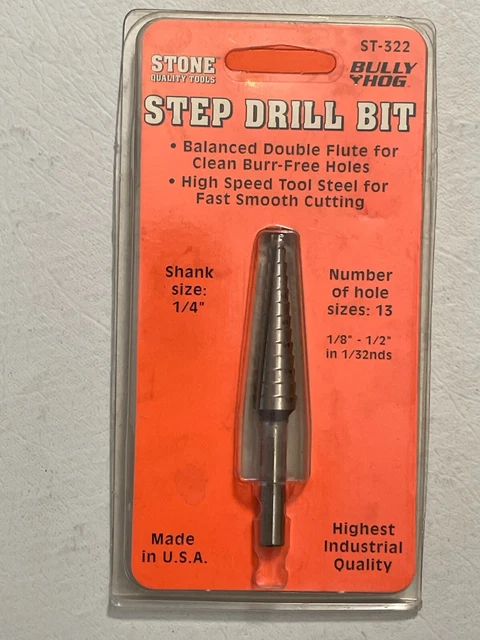 ST-322
STONE
QUALITY TOOLS
BULLY
HOG
STEP DRILL BIT
• Balanced Double Flute for
Clean Burr-Free Holes
• High Speed Tool Steel for
Fast Smooth Cutting
Shank
size:
1/4"
Number
of hole
sizes: 13
1/8" - 1/2"
in 1/32nds
Made
in U.S.A.
Highest
Industrial
Quality